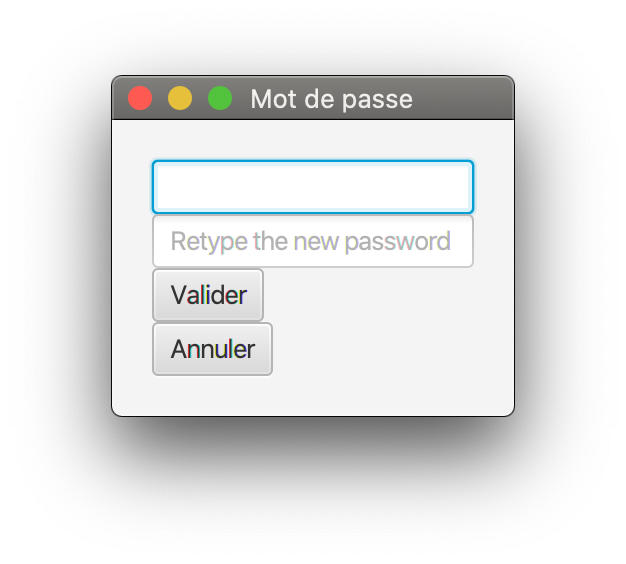 Mot de passe
Retype the new password
Valider
Annuler